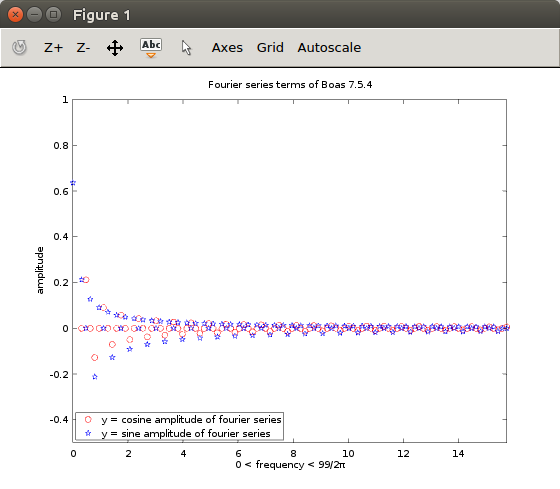 Figure 1
Z+ Z- Abc Axes Grid Autoscale
Fourier series terms of Boas 7.5.4
1
0.8
0.6
0.4
0.2
0
-0.2
-0.4
amplitude
y = cosine amplitude of fourier series
y = sine amplitude of fourier series
0 2 4 6 8 10 12 14
0 < frequency < 99/2π